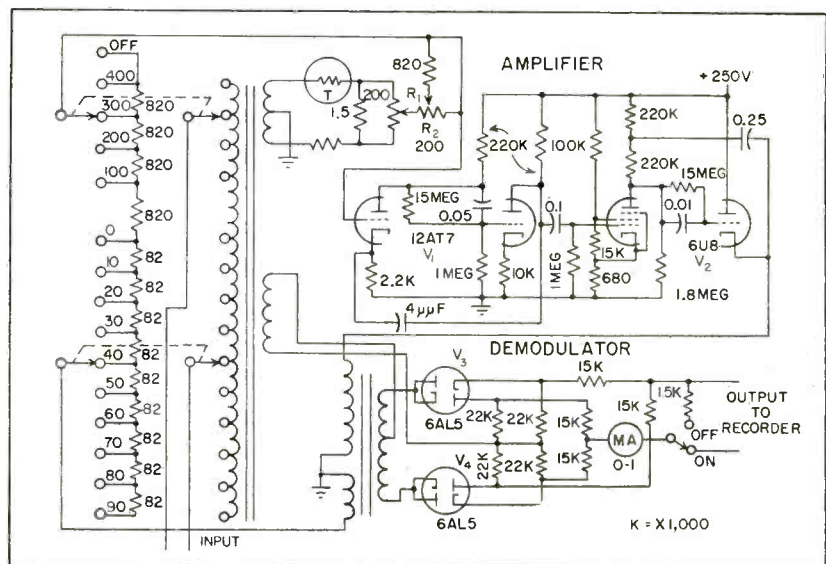 OFF
400
300
200
100
0
10
20
30
40
50
60
70
80
90
820
820
820
820
82
82
82
82
82
82
82
82
82
INPUT
T
1.5
200
R1
R2
200
820
AMPLIFIER
+250V
0.25
220K
100K
220K
220K
15MEG
15MEG
0.05
0.1
0.01
12AT7
V1
6U8
V2
2.2K
1MEG
10K
1MEG
15K
680
1.8MEG
4μμF
DEMODULATOR
V3
6AL5
15K
22K
22K
15K
15K
1.5K
OUTPUT
TO
RECORDER
OFF
ON
MA
0-1
V4
22K
22K
15K
6AL5
K = X1,000